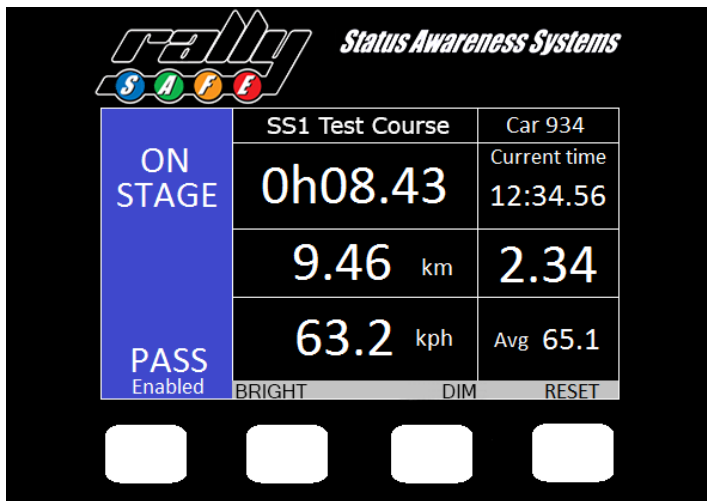 rally
SAFE
Status Awareness Systems
SS1 Test Course
Car 934
ON
STAGE
0h08.43
Current time
12:34.56
9.46 km
2.34
63.2 kph
Avg 65.1
PASS
Enabled
BRIGHT
DIM
RESET